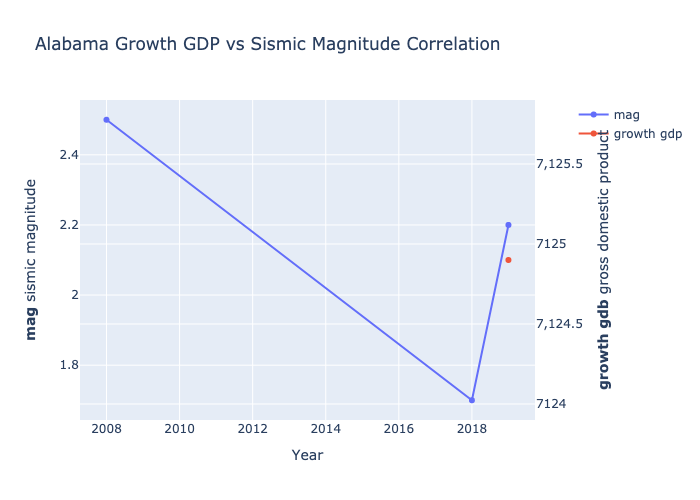 Alabama Growth GDP vs Sismic Magnitude Correlation
mag
growth gdp
2.4
2.2
2
1.8
mag sismic magnitude
7,125.5
7125
7,124.5
7124
growth gdb gross domestic product
2008
2010
2012
2014
2016
2018
Year